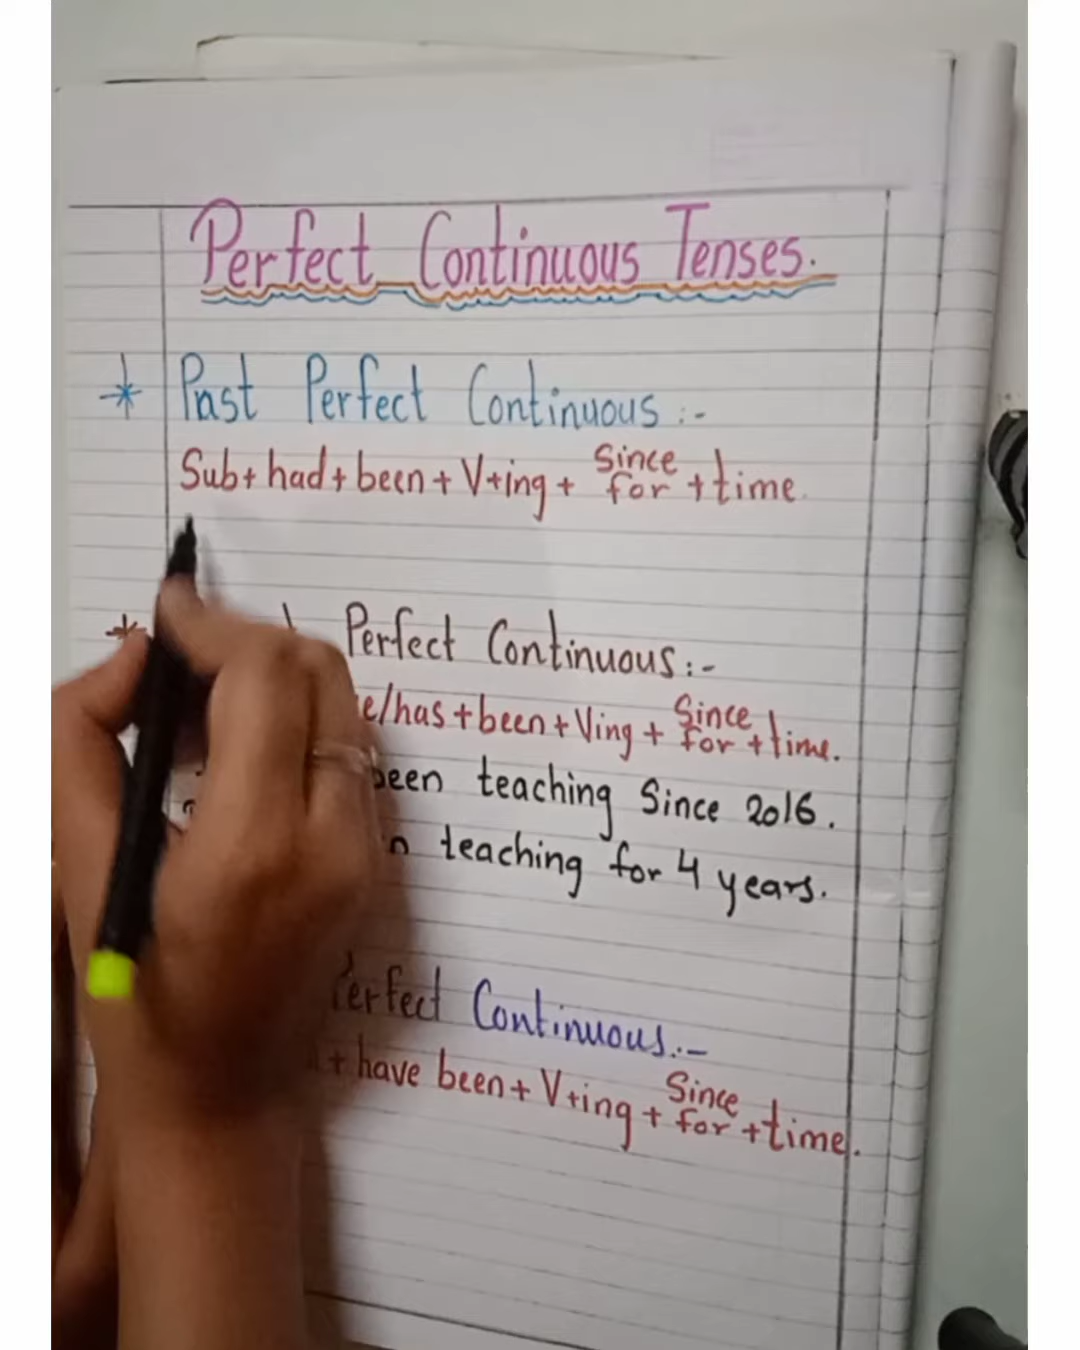 Perfect Continuous Tenses.
* Past Perfect Continuous :-
Sub + had + been + V+ing + Since for + time
* Perfect Continuous :-
/has + been + Ving + Since for + time.
been teaching Since 2016.
teaching for 4 years.
Perfect Continuous :-
+ have been + V+ing + Since for + time.